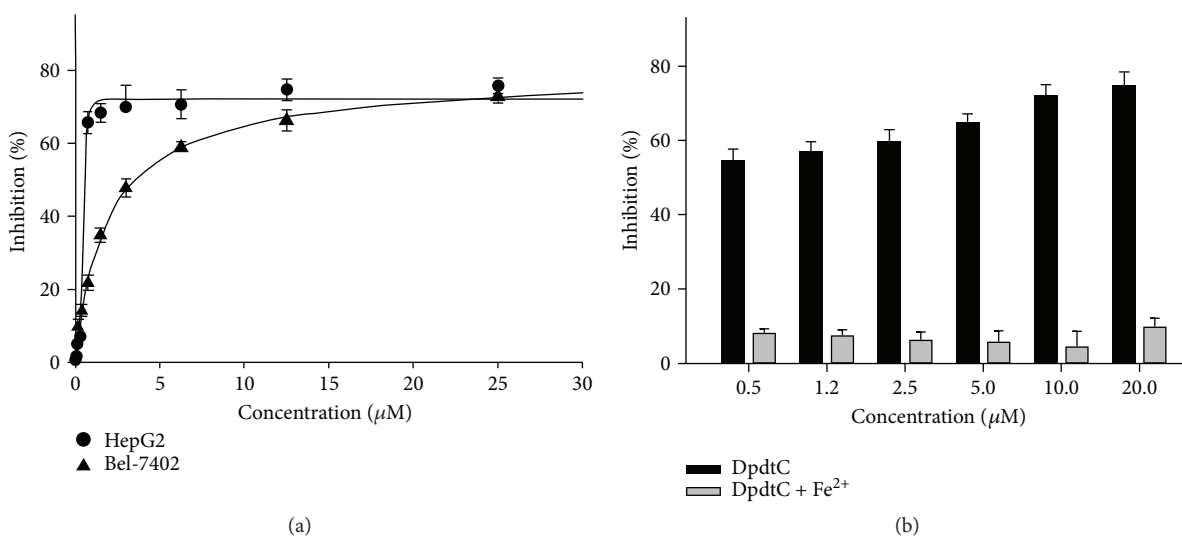 Inhibition (%)
80
60
40
20
0
0 5 10 15 20 25 30
Concentration (μM)
HepG2
Bel-7402
(a)
Inhibition (%)
80
60
40
20
0
0.5 1.2 2.5 5.0 10.0 20.0
Concentration (μM)
DpdtC
DpdtC + Fe²⁺
(b)